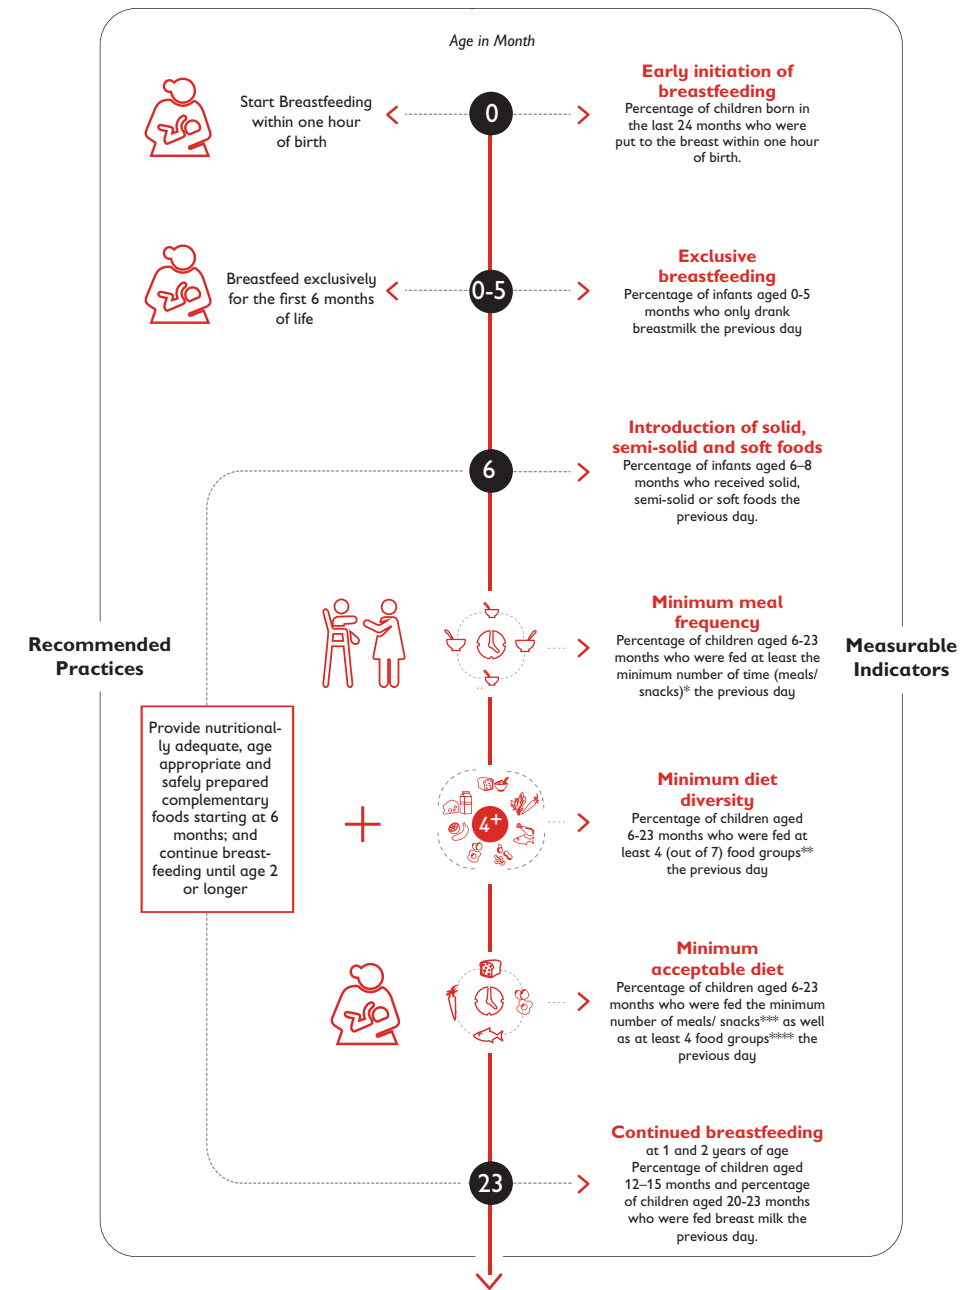 Age in Month
Start Breastfeeding
within one hour
of birth
0
Early initiation of
breastfeeding
Percentage of children born in
the last 24 months who were
put to the breast within one hour
of birth.
Breastfeed exclusively
for the first 6 months
of life
0-5
Exclusive
breastfeeding
Percentage of infants aged 0-5
months who only drank
breastmilk the previous day
6
Introduction of solid,
semi-solid and soft foods
Percentage of infants aged 6–8
months who received solid,
semi-solid or soft foods the
previous day.
Recommended
Practices
Minimum meal
frequency
Percentage of children aged 6-23
months who were fed at least the
minimum number of time (meals/
snacks)* the previous day
Measurable
Indicators
Provide nutritional-
ly adequate, age
appropriate and
safely prepared
complementary
foods starting at 6
months; and
continue breast-
feeding until age 2
or longer
4+
Minimum diet
diversity
Percentage of children aged
6-23 months who were fed at
least 4 (out of 7) food groups**
the previous day
Minimum
acceptable diet
Percentage of children aged 6-23
months who were fed the minimum
number of meals/ snacks*** as well
as at least 4 food groups**** the
previous day
23
Continued breastfeeding
at 1 and 2 years of age
Percentage of children aged
12–15 months and percentage
of children aged 20-23 months
who were fed breast milk the
previous day.